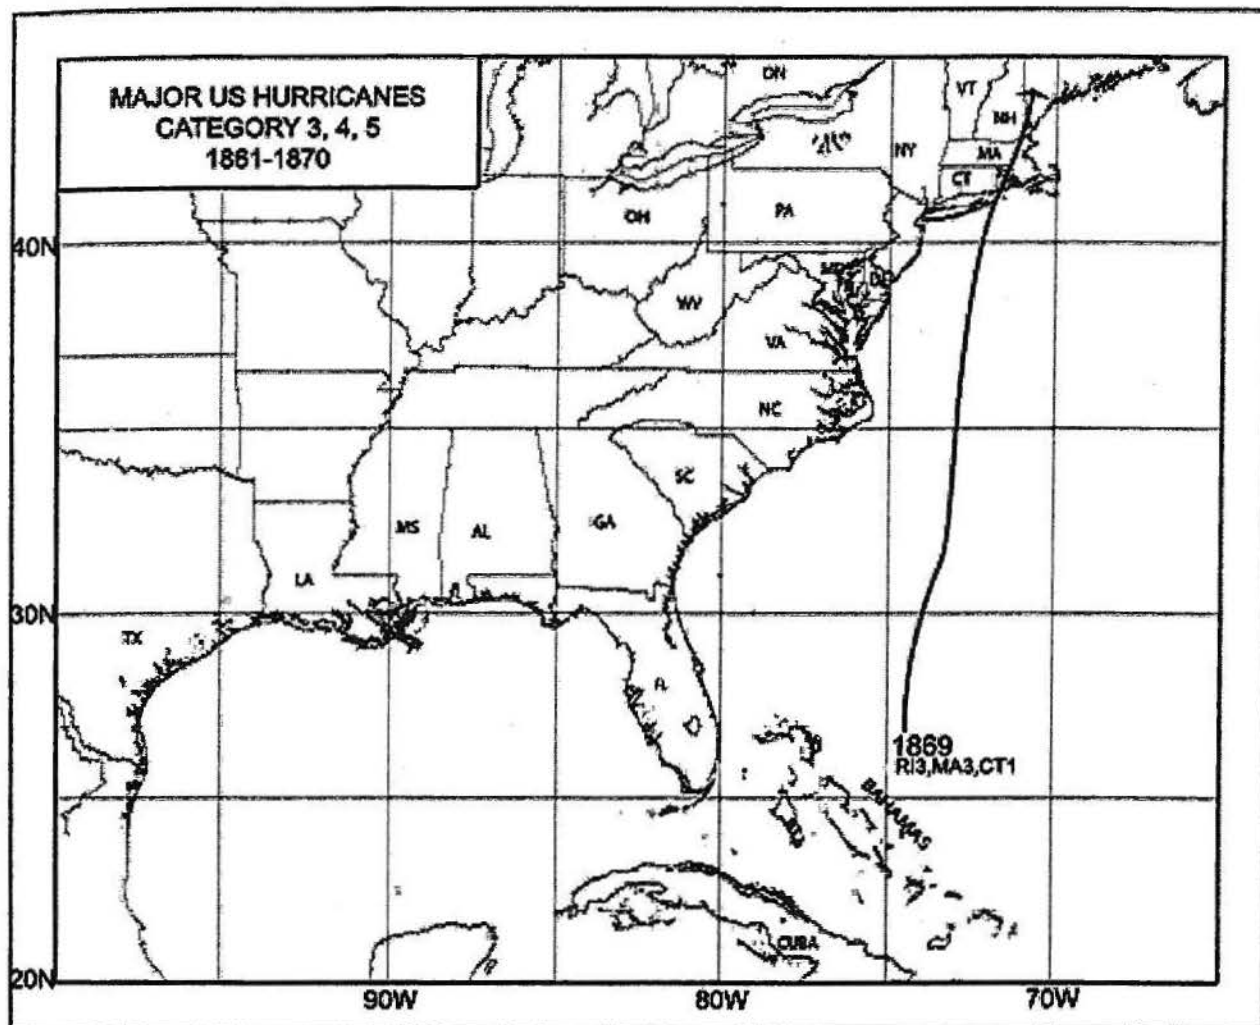 MAJOR US HURRICANES
CATEGORY 3, 4, 5
1861-1870
ON
VT
NH
NY
MA
CT
PA
OH
40N
WV
VA
NC
SC
MS
AL
GA
LA
30N
TX
FL
1869
RI3,MA3,CT1
BAHAMAS
CUBA
20N
90W
80W
70W